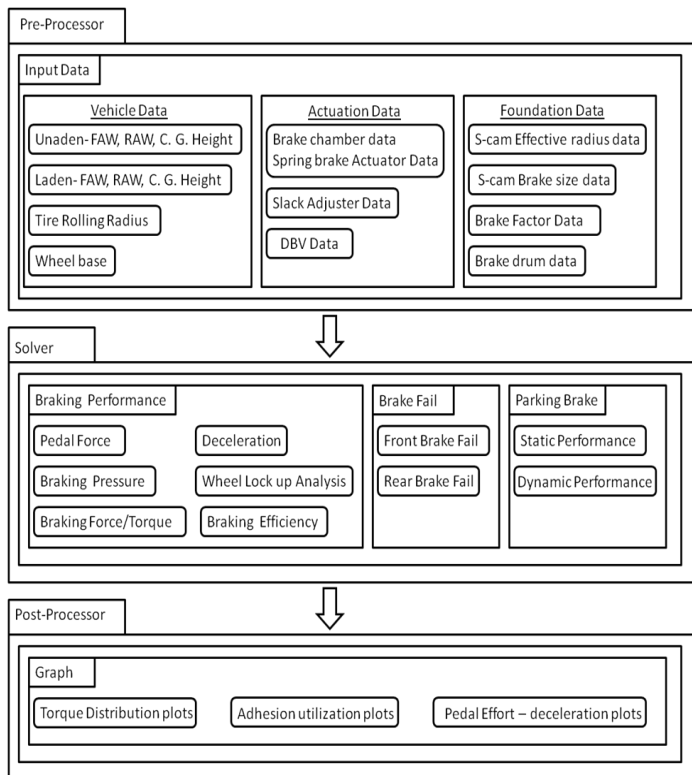 Pre-Processor
Input Data
Vehicle Data
Unaden- FAW, RAW, C. G. Height
Laden- FAW, RAW, C. G. Height
Tire Rolling Radius
Wheel base
Actuation Data
Brake chamber data
Spring brake Actuator Data
Slack Adjuster Data
DBV Data
Foundation Data
S-cam Effective radius data
S-cam Brake size data
Brake Factor Data
Brake drum data
Solver
Braking Performance
Pedal Force
Deceleration
Braking Pressure
Wheel Lock up Analysis
Braking Force/Torque
Braking Efficiency
Brake Fail
Front Brake Fail
Rear Brake Fail
Parking Brake
Static Performance
Dynamic Performance
Post-Processor
Graph
Torque Distribution plots
Adhesion utilization plots
Pedal Effort – deceleration plots